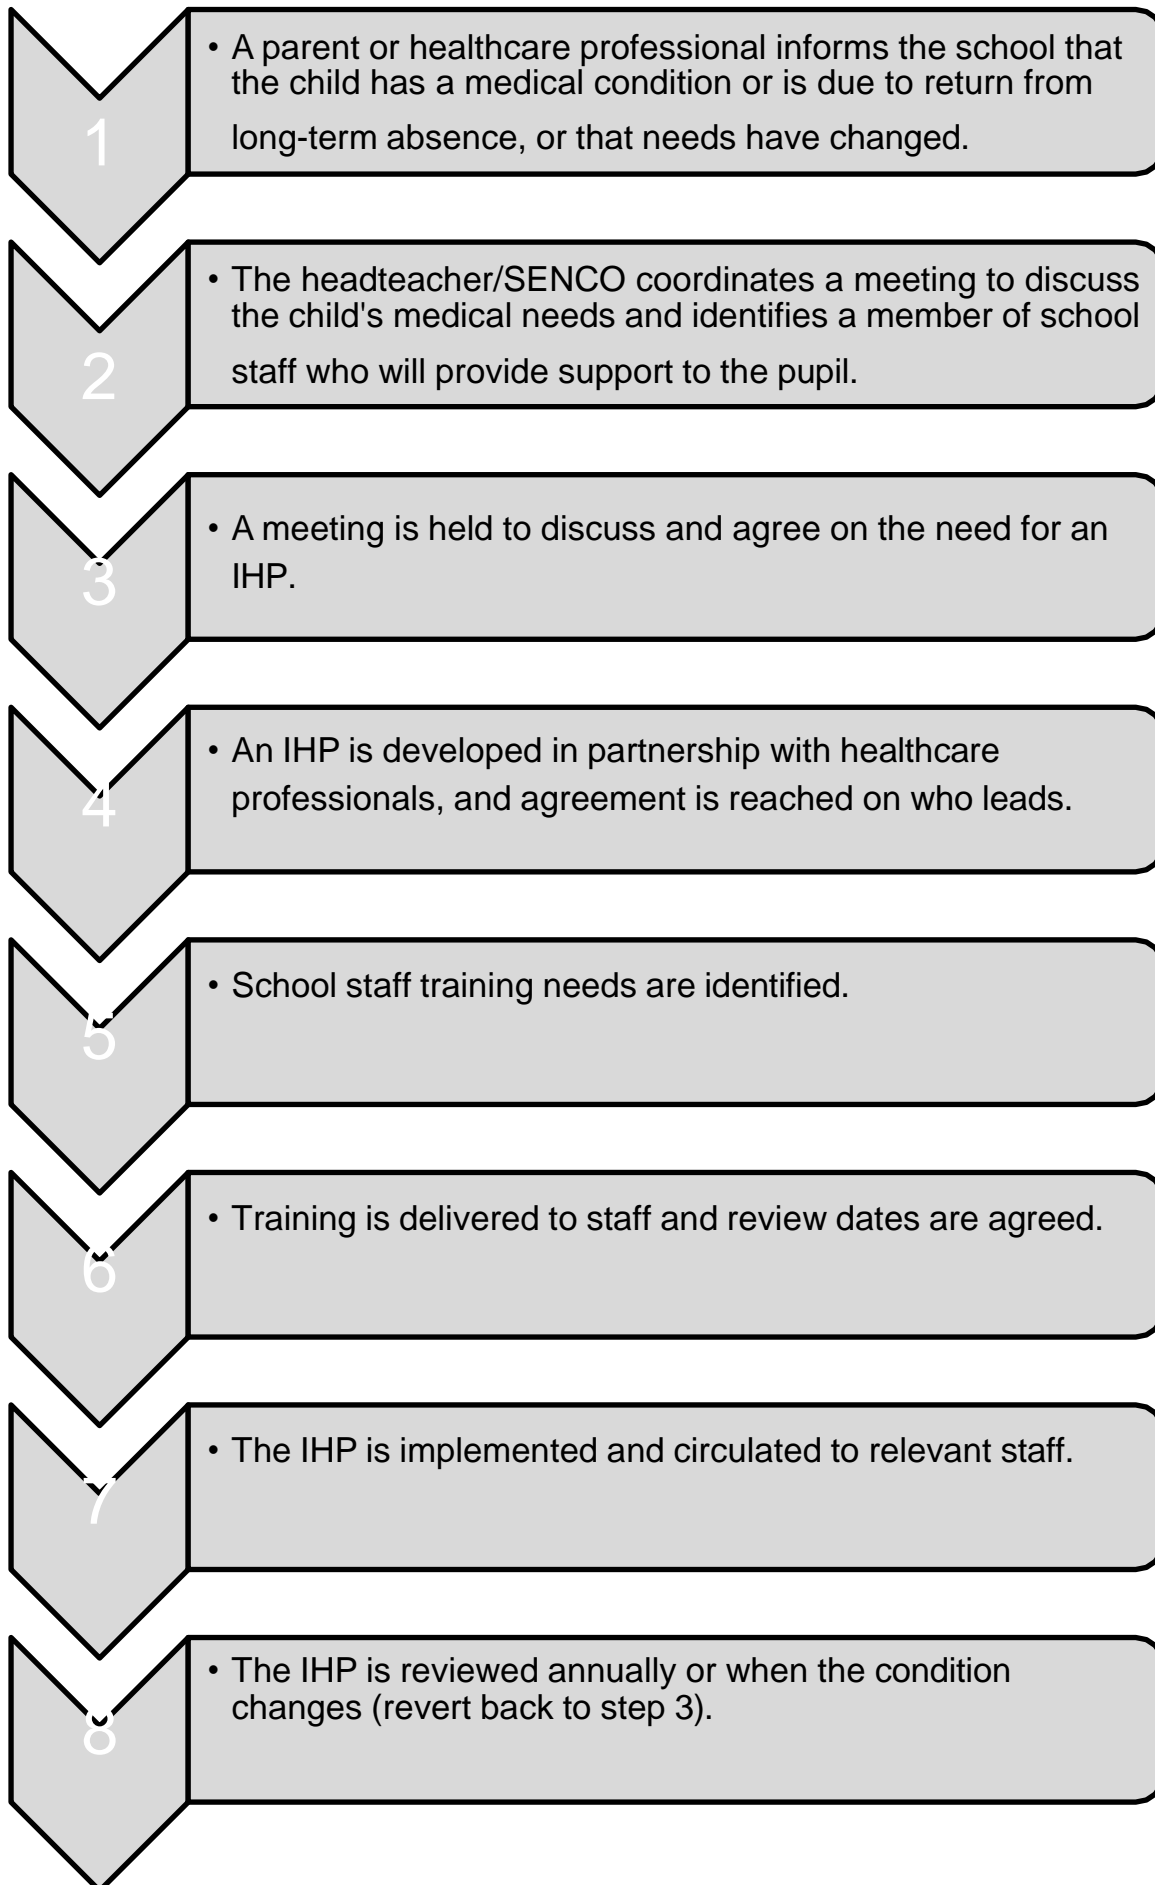 1
• A parent or healthcare professional informs the school that
the child has a medical condition or is due to return from
long-term absence, or that needs have changed.
2
• The headteacher/SENCO coordinates a meeting to discuss
the child's medical needs and identifies a member of school
staff who will provide support to the pupil.
3
• A meeting is held to discuss and agree on the need for an
IHP.
4
• An IHP is developed in partnership with healthcare
professionals, and agreement is reached on who leads.
5
• School staff training needs are identified.
6
• Training is delivered to staff and review dates are agreed.
7
• The IHP is implemented and circulated to relevant staff.
8
• The IHP is reviewed annually or when the condition
changes (revert back to step 3).